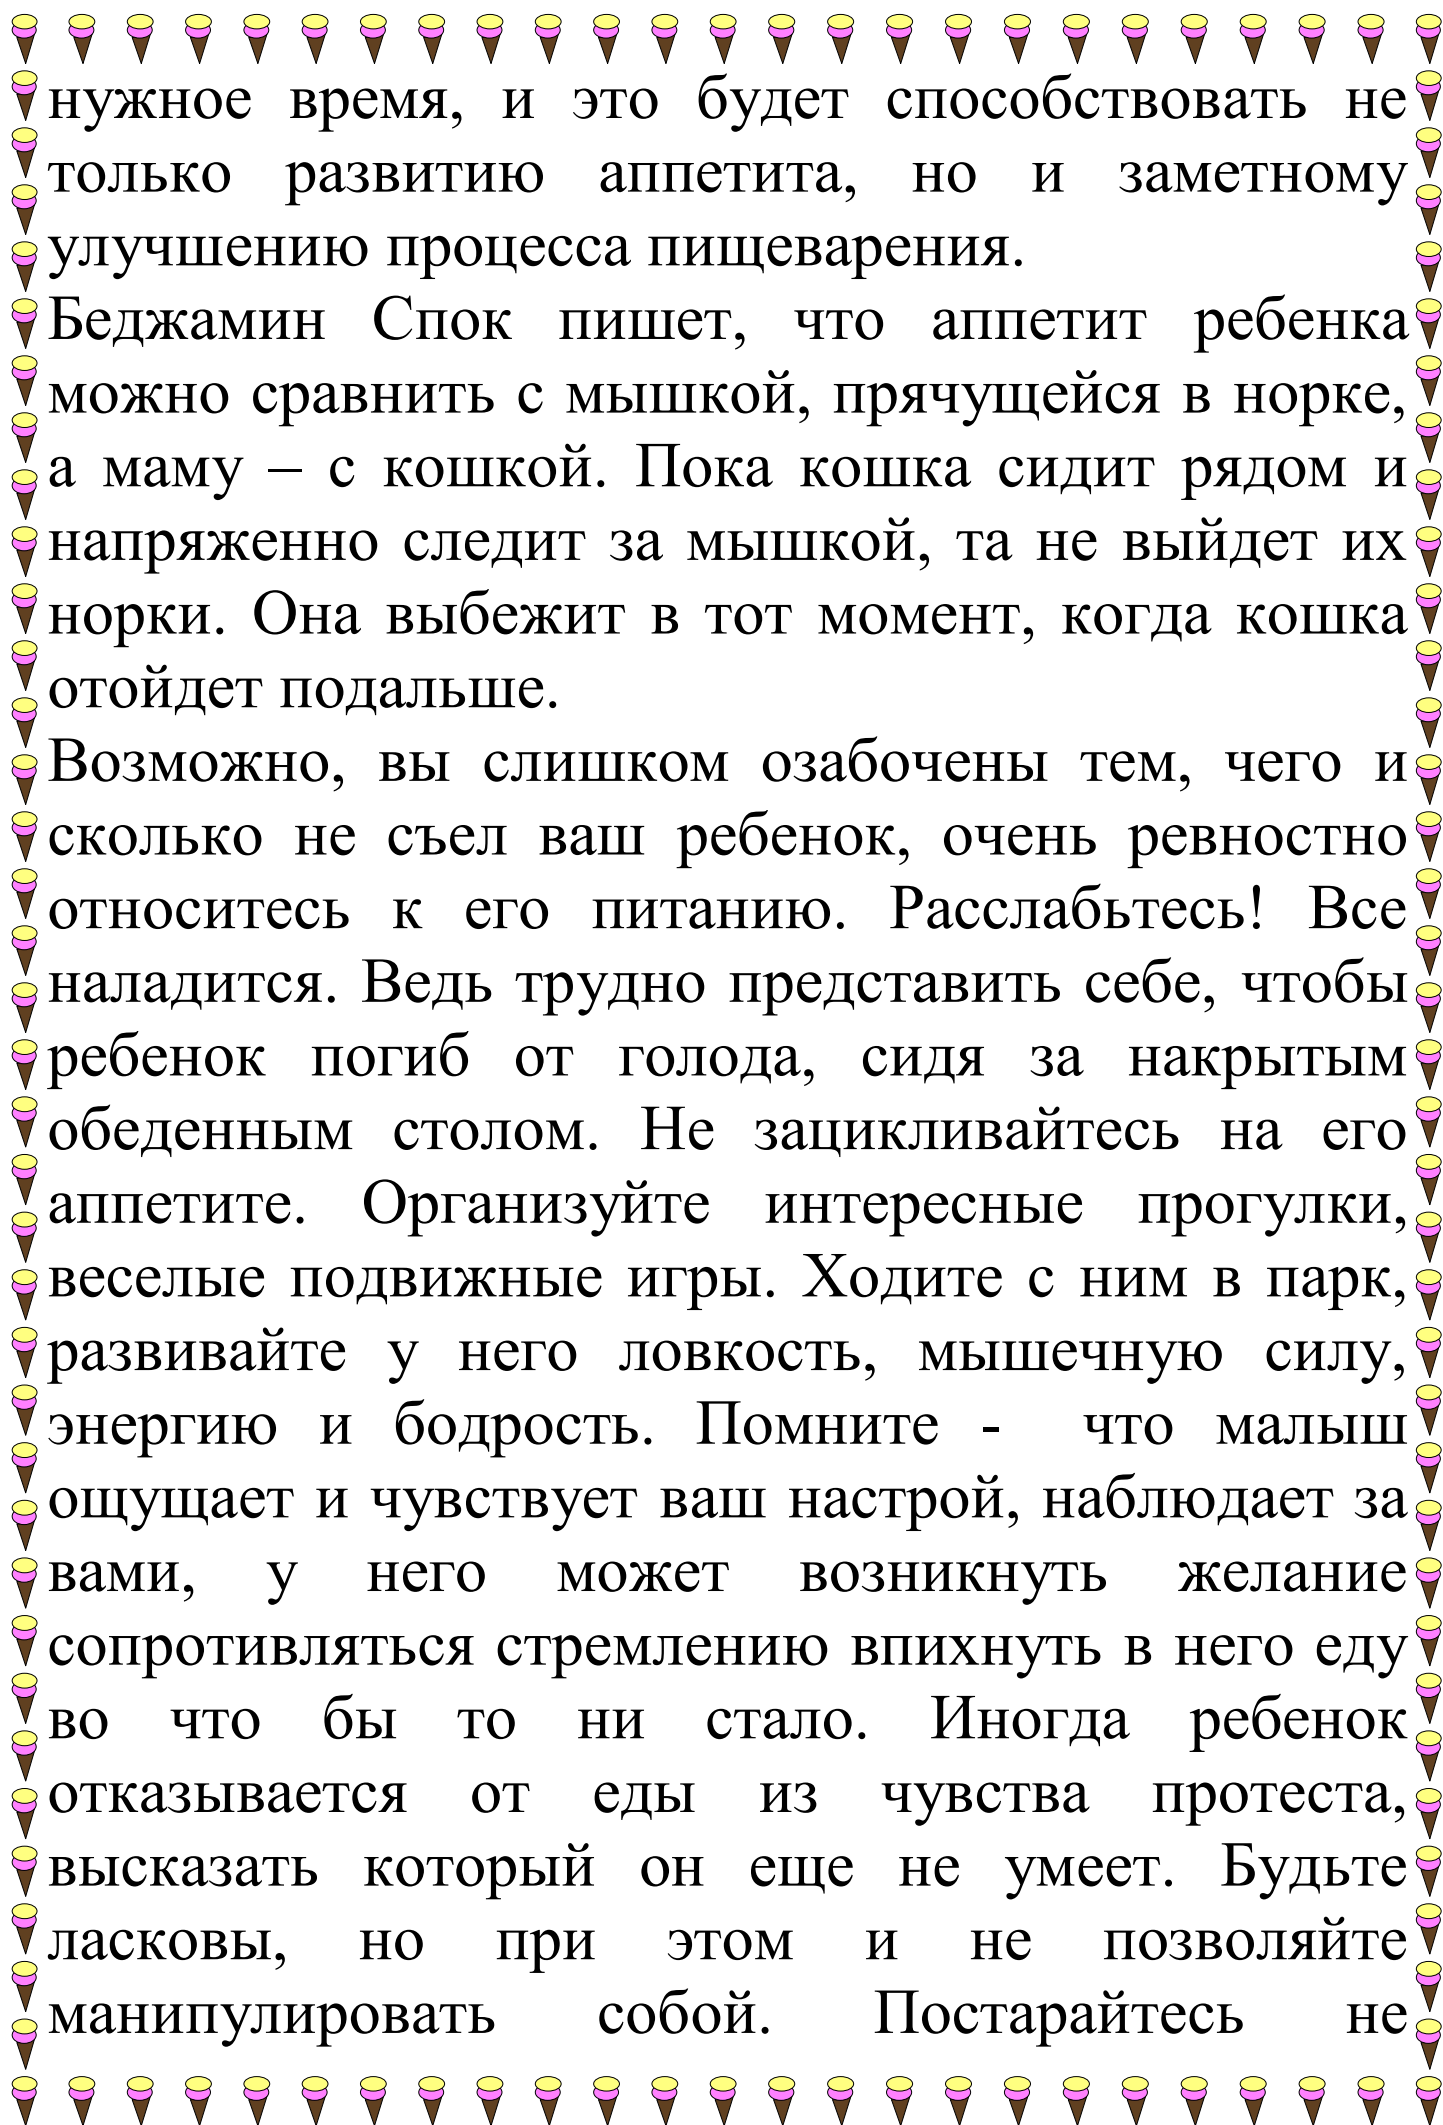 нужное время, и это будет способствовать не
только развитию аппетита, но и заметному
улучшению процесса пищеварения.
Беджамин Спок пишет, что аппетит ребенка
можно сравнить с мышкой, прячущейся в норке,
а маму – с кошкой. Пока кошка сидит рядом и
напряженно следит за мышкой, та не выйдет их
норки. Она выбежит в тот момент, когда кошка
отойдет подальше.
Возможно, вы слишком озабочены тем, чего и
сколько не съел ваш ребенок, очень ревностно
относитесь к его питанию. Расслабьтесь! Все
наладится. Ведь трудно представить себе, чтобы
ребенок погиб от голода, сидя за накрытым
обеденным столом. Не зацикливайтесь на его
аппетите. Организуйте интересные прогулки,
веселые подвижные игры. Ходите с ним в парк,
развивайте у него ловкость, мышечную силу,
энергию и бодрость. Помните - что малыш
ощущает и чувствует ваш настрой, наблюдает за
вами, у него может возникнуть желание
сопротивляться стремлению впихнуть в него еду
во что бы то ни стало. Иногда ребенок
отказывается от еды из чувства протеста,
высказать который он еще не умеет. Будьте
ласковы, но при этом и не позволяйте
манипулировать собой. Постарайтесь не